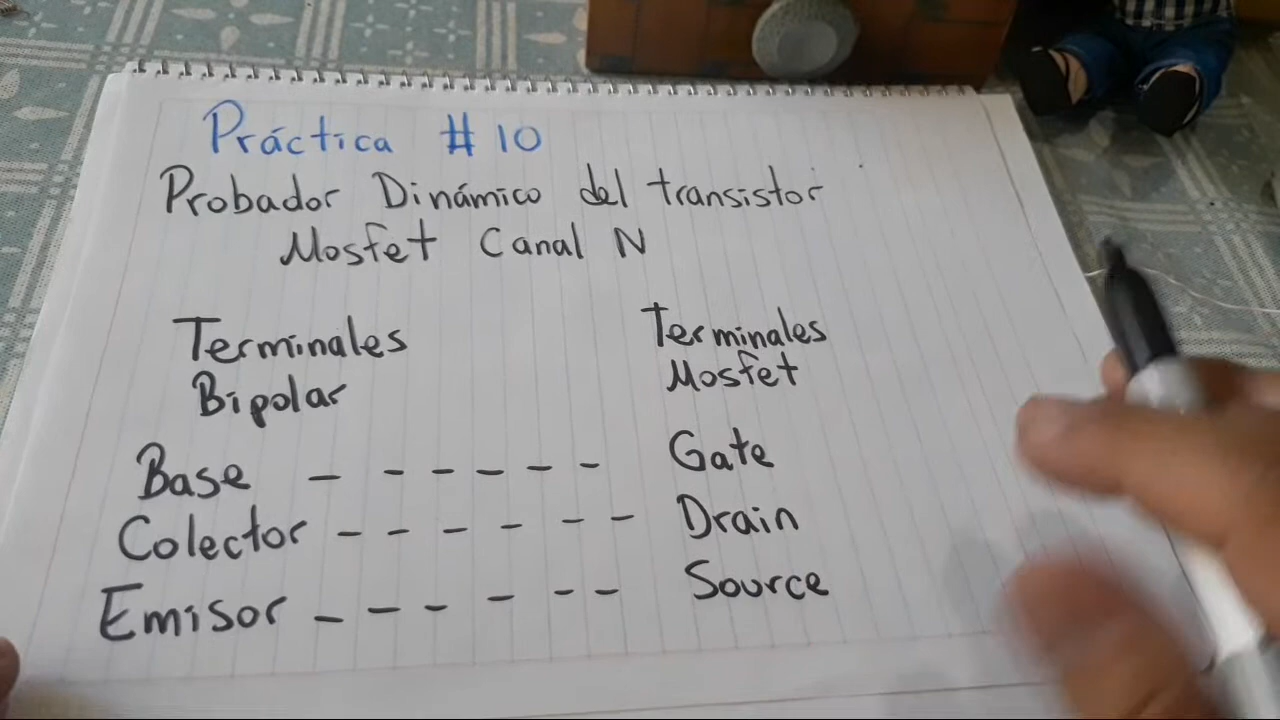 Práctica # 10
Probador Dinámico del transistor
Mosfet Canal N
Terminales
Bipolar
Terminales
Mosfet
Base - - - - - - Gate
Colector - - - - - - Drain
Emisor - - - - - - Source